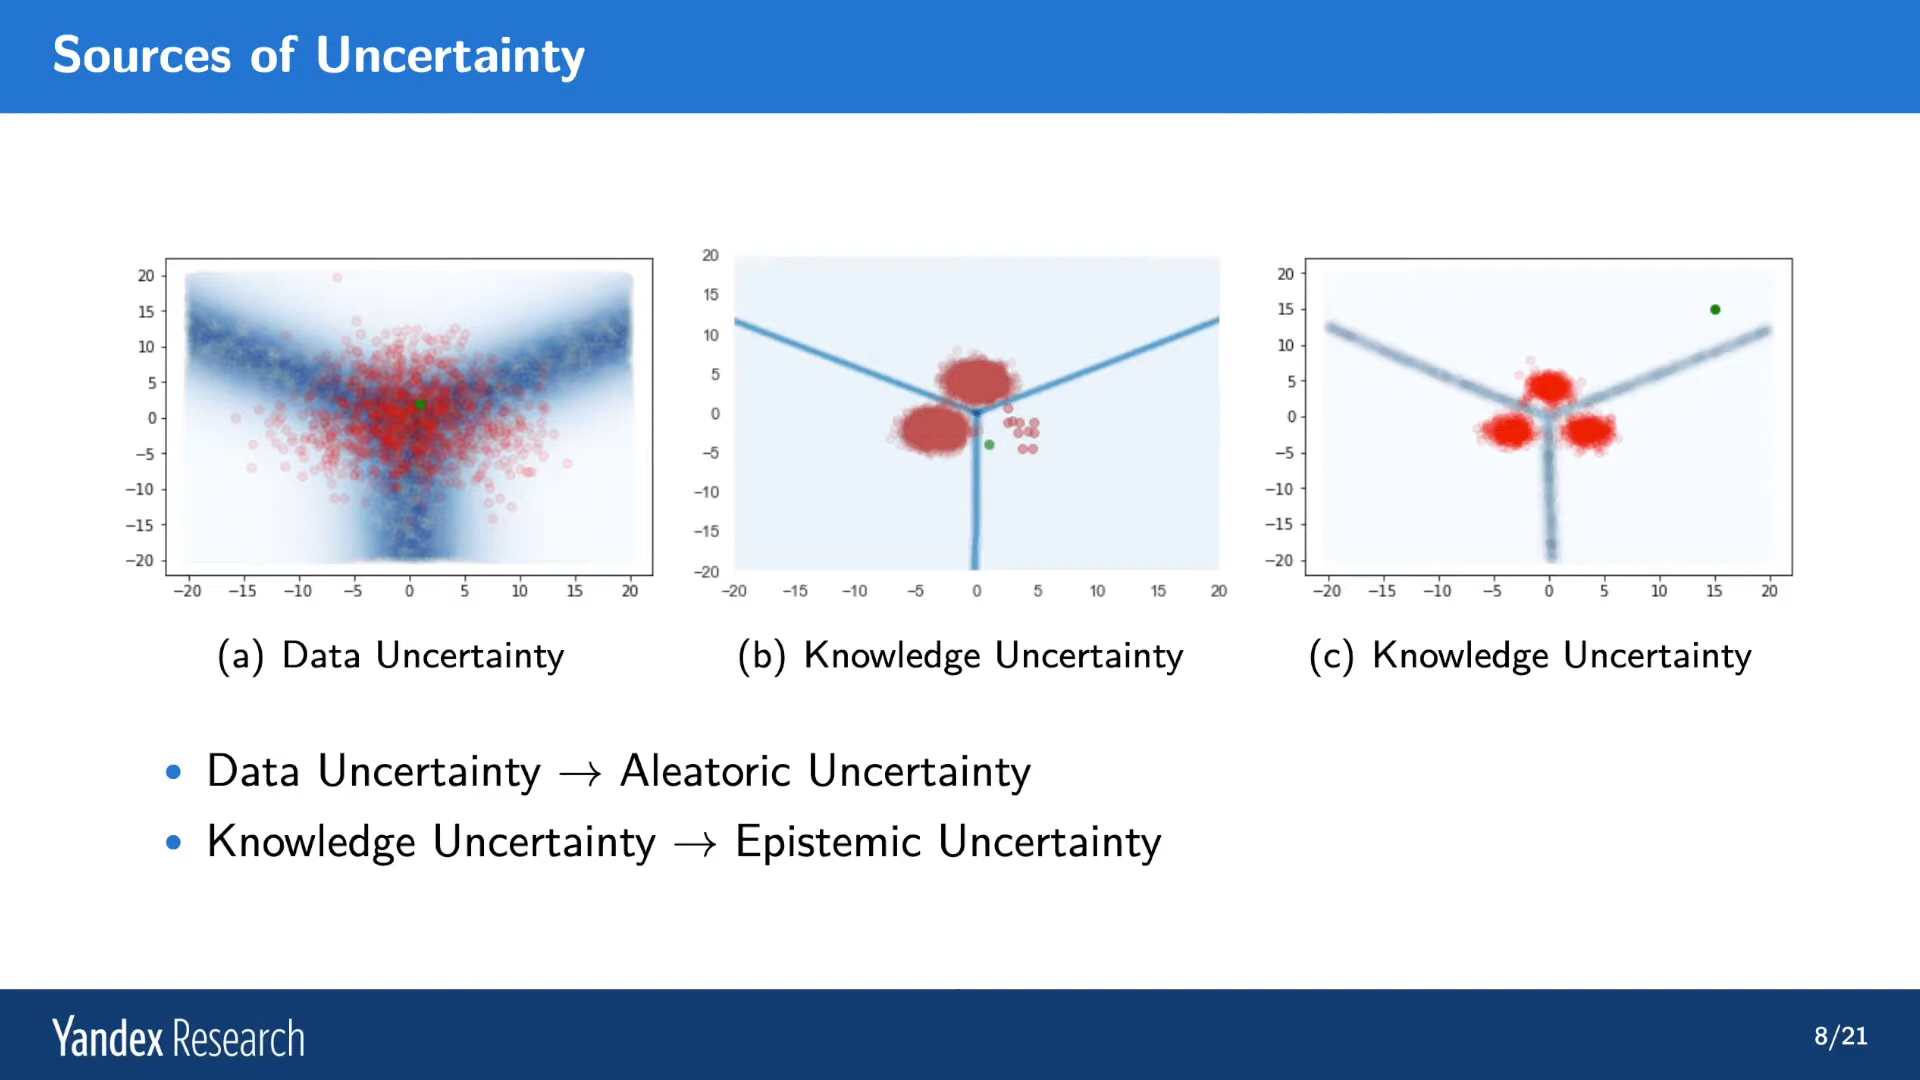 Sources of Uncertainty
20
15
10
5
0
−5
−10
−15
−20
−20 −15 −10 −5 0 5 10 15 20
20
15
10
5
0
−5
−10
−15
−20
−20 −15 −10 −5 0 5 10 15 20
20
15
10
5
0
−5
−10
−15
−20
−20 −15 −10 −5 0 5 10 15 20
(a) Data Uncertainty
(b) Knowledge Uncertainty
(c) Knowledge Uncertainty
• Data Uncertainty → Aleatoric Uncertainty
• Knowledge Uncertainty → Epistemic Uncertainty
Yandex Research
8/21